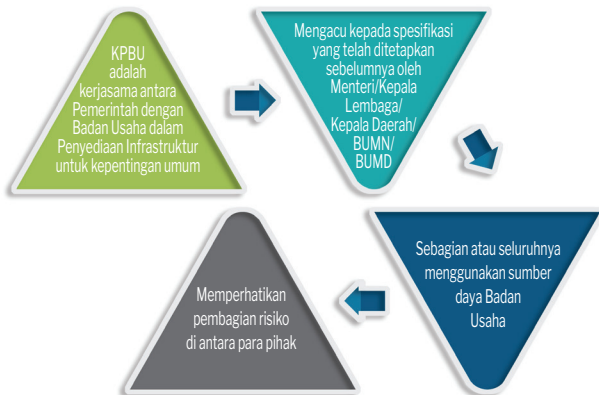 KPBU
adalah
kerjasama antara
Pemerintah dengan
Badan Usaha dalam
Penyediaan Infrastruktur
untuk kepentingan umum
Mengacu kepada spesifikasi
yang telah ditetapkan
sebelumnya oleh
Menteri/Kepala
Lembaga/
Kepala Daerah/
BUMN/
BUMD
Sebagian atau seluruhnya
menggunakan sumber
daya Badan
Usaha
Memperhatikan
pembagian risiko
di antara para pihak